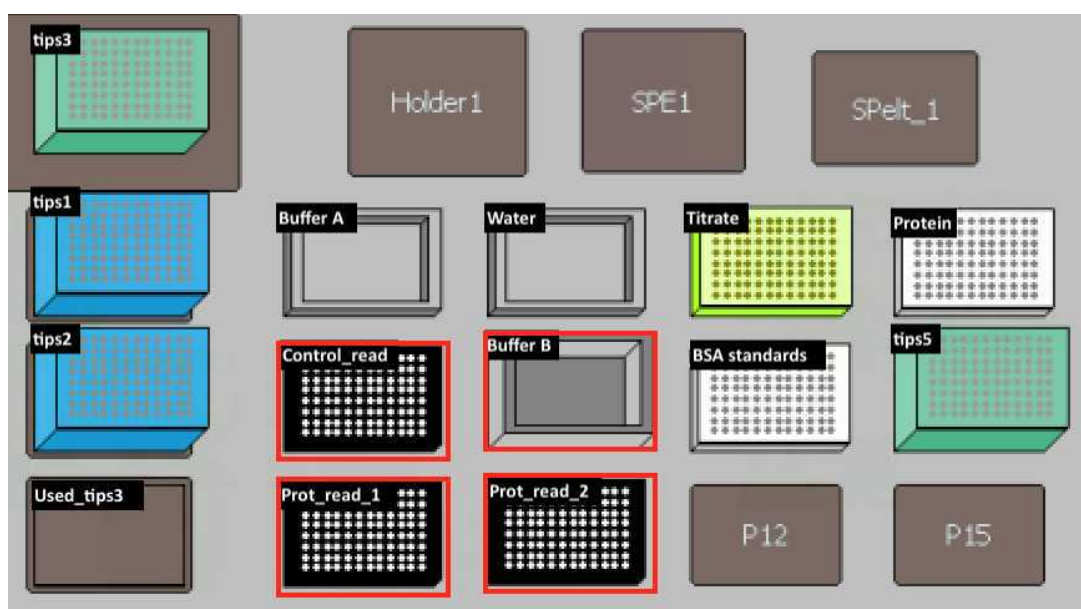 tips3
Holder1
SPE1
SPelt_1
tips1
Buffer A
Water
Titrate
Protein
tips2
Control_read
Buffer B
BSA standards
tips5
Used_tips3
Prot_read_1
Prot_read_2
P12
P15